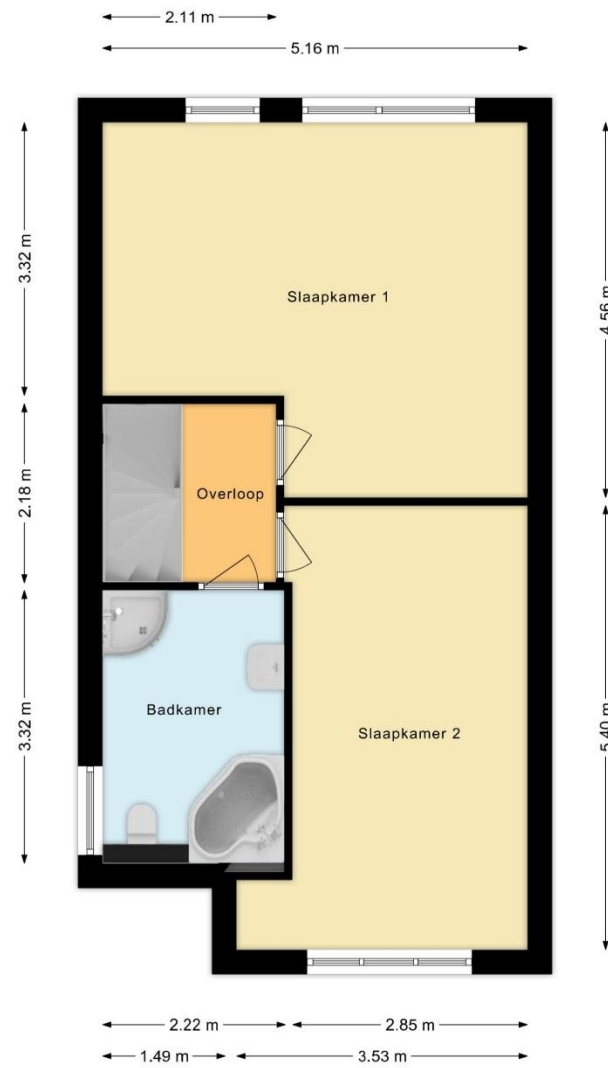 2.11 m
5.16 m
3.32 m
4.56 m
Slaapkamer 1
2.18 m
Overloop
3.32 m
Badkamer
Slaapkamer 2
5.40 m
2.22 m
2.85 m
1.49 m
3.53 m